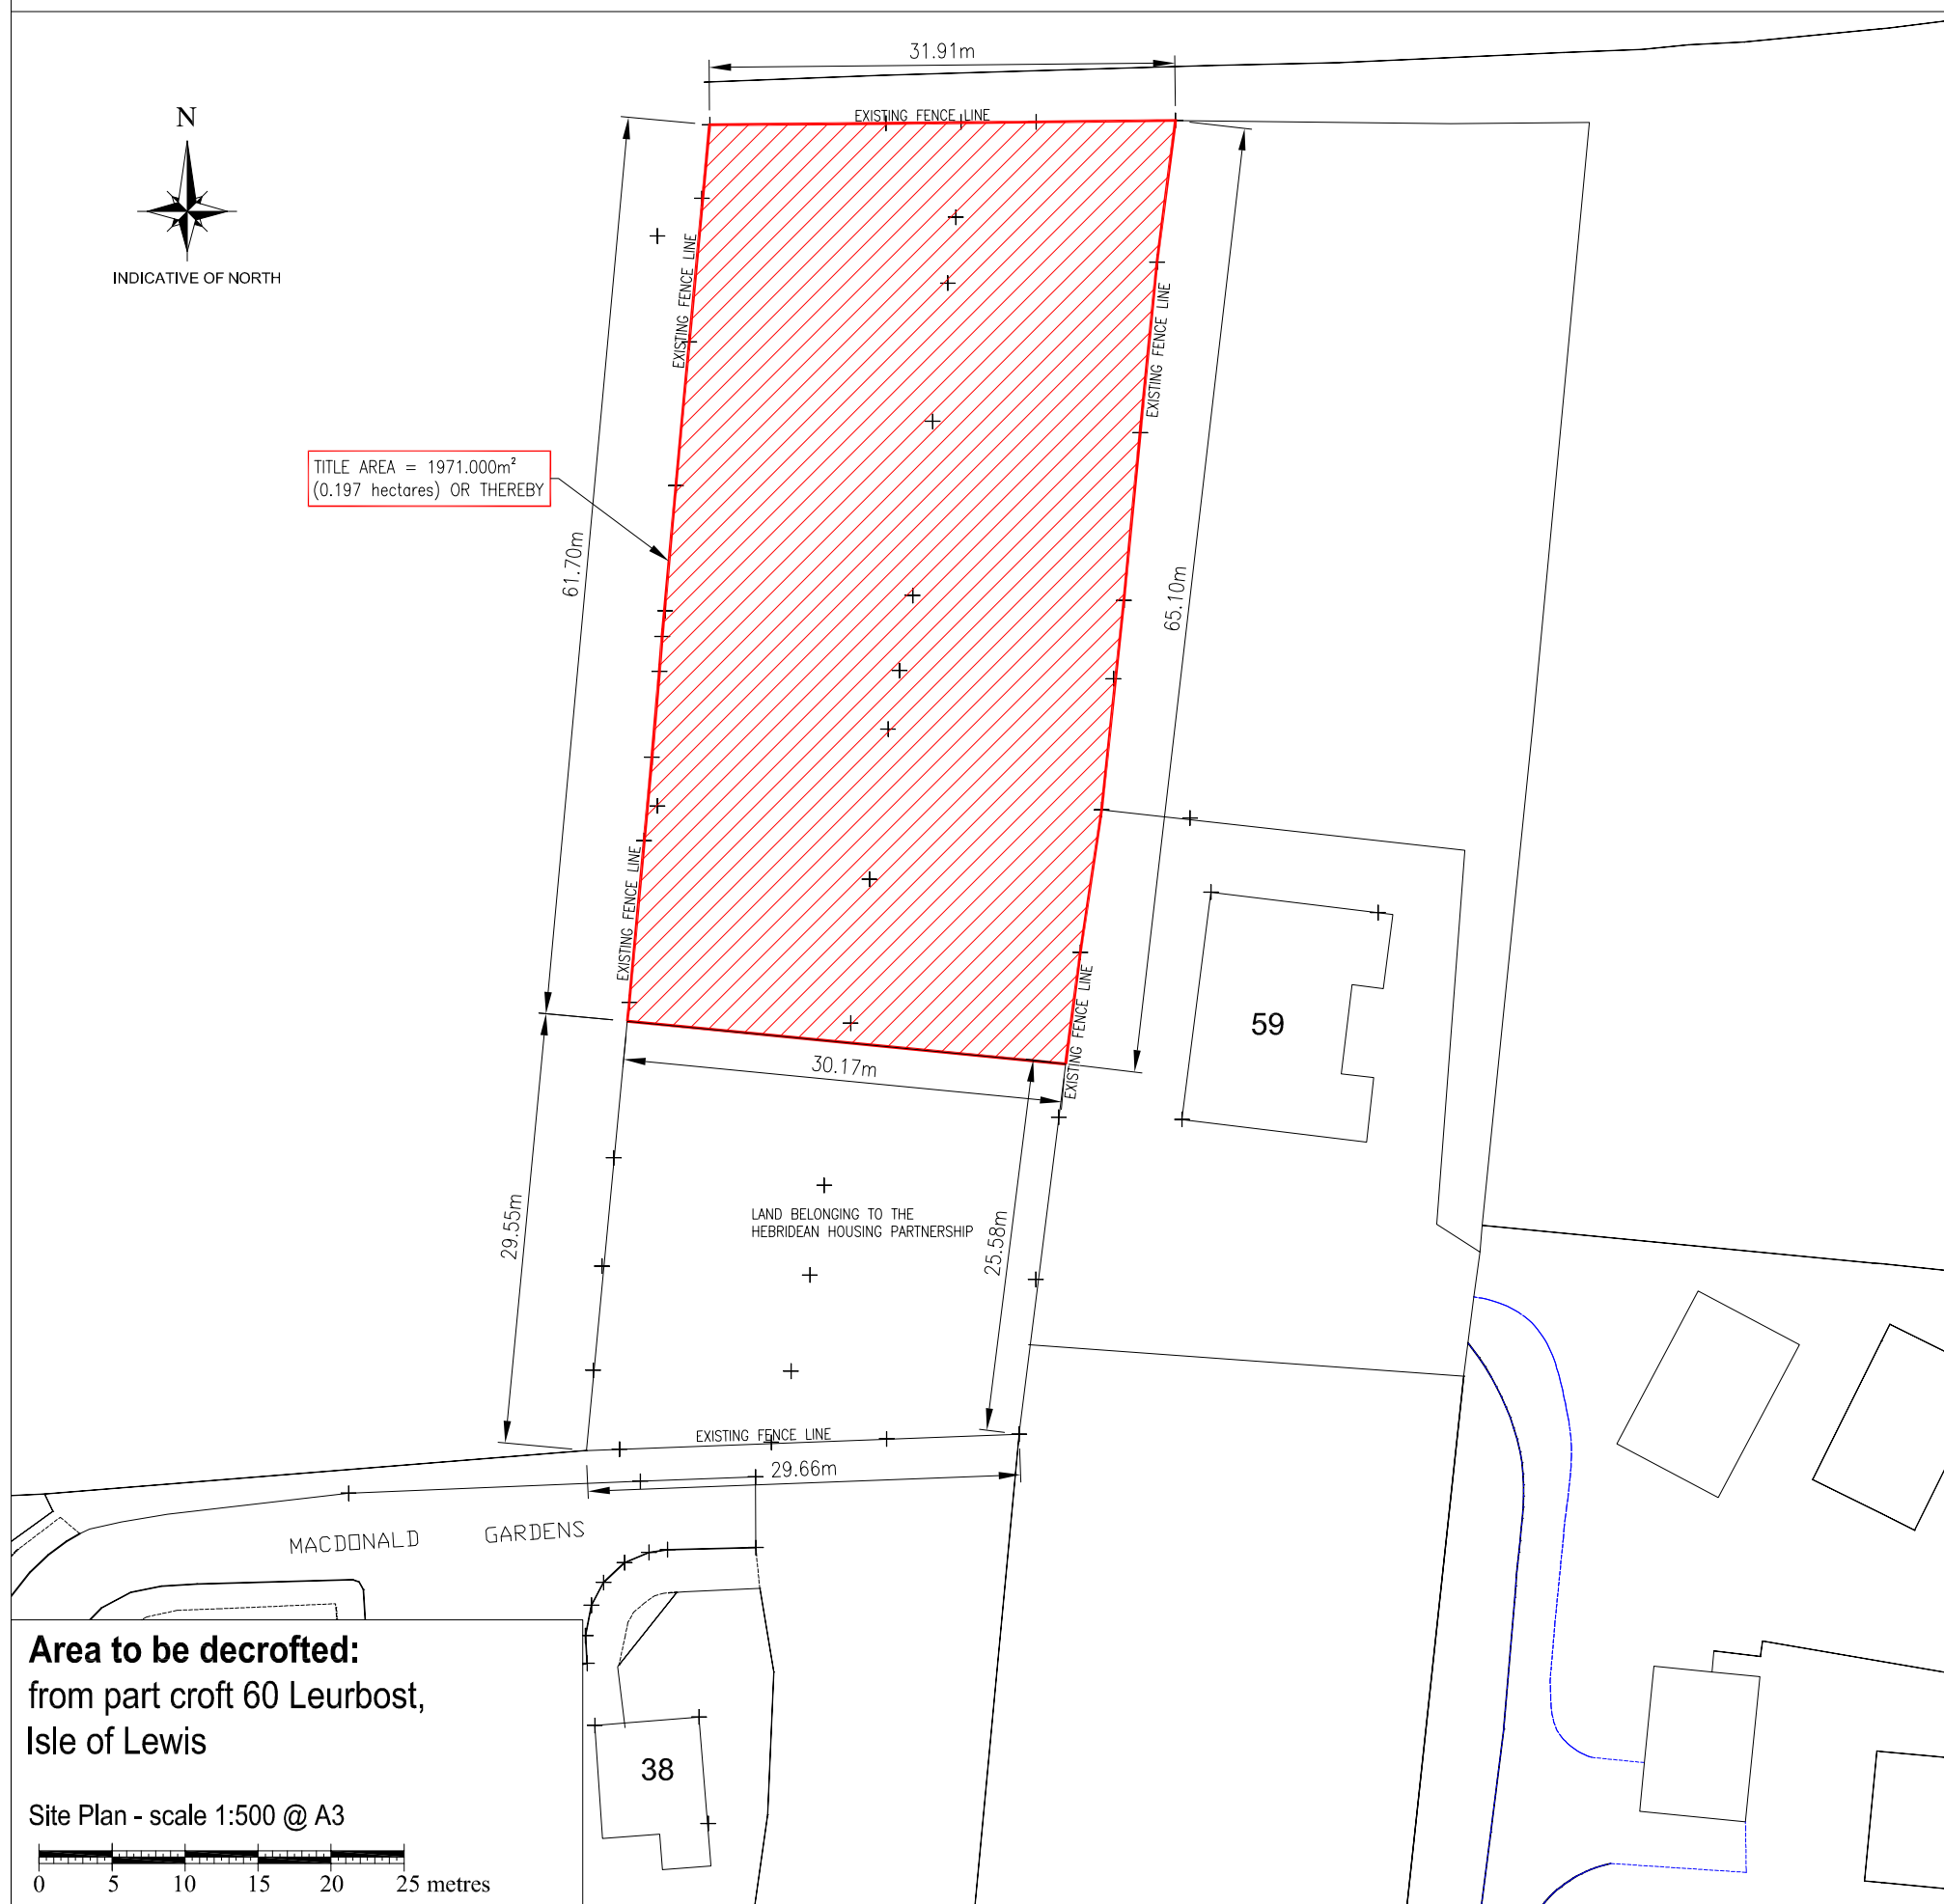 31.91m
EXISTING FENCE LINE
N
INDICATIVE OF NORTH
EXISTING FENCE LINE
EXISTING FENCE LINE
TITLE AREA = 1971.000m²
(0.197 hectares) OR THEREBY
61.70m
65.10m
EXISTING FENCE LINE
EXISTING FENCE LINE
59
30.17m
29.55m
LAND BELONGING TO THE
HEBRIDEAN HOUSING PARTNERSHIP
25.58m
EXISTING FENCE LINE
29.66m
MACDONALD GARDENS
Area to be decrofted:
from part croft 60 Leurbost,
Isle of Lewis
38
Site Plan - scale 1:500 @ A3
0 5 10 15 20 25 metres